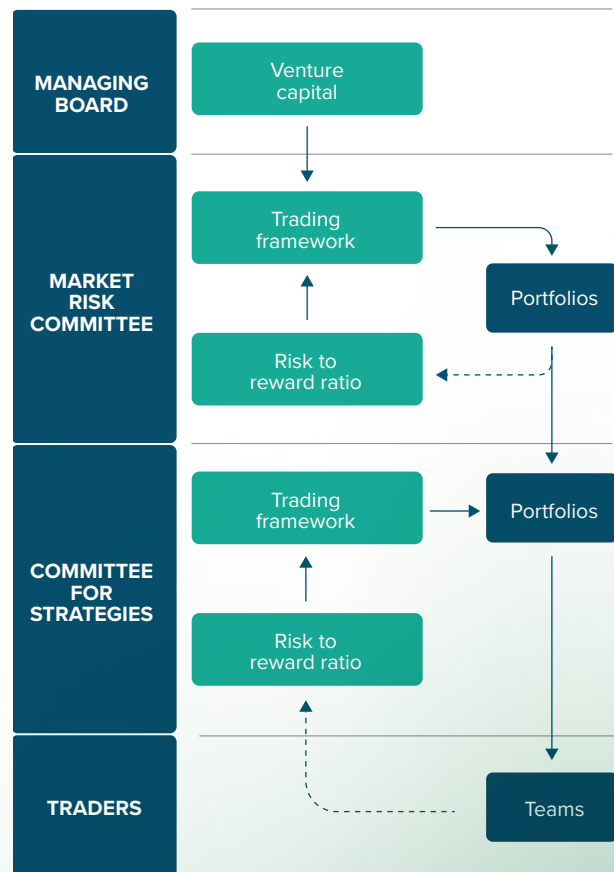 MANAGING
BOARD
Venture
capital
MARKET
RISK
COMMITTEE
Trading
framework
Portfolios
Risk to
reward ratio
COMMITTEE
FOR
STRATEGIES
Trading
framework
Portfolios
Risk to
reward ratio
TRADERS
Teams